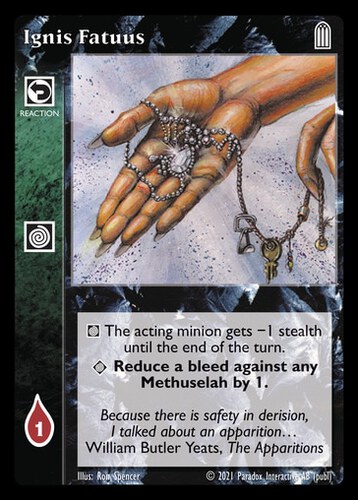 Ignis Fatuus
REACTION
The acting minion gets −1 stealth
until the end of the turn.
Reduce a bleed against any
Methuselah by 1.
Because there is safety in derision,
I talked about an apparition…
William Butler Yeats, The Apparitions
1
Illus: Ron Spencer © 2021 Paradox Interactive AB (publ)